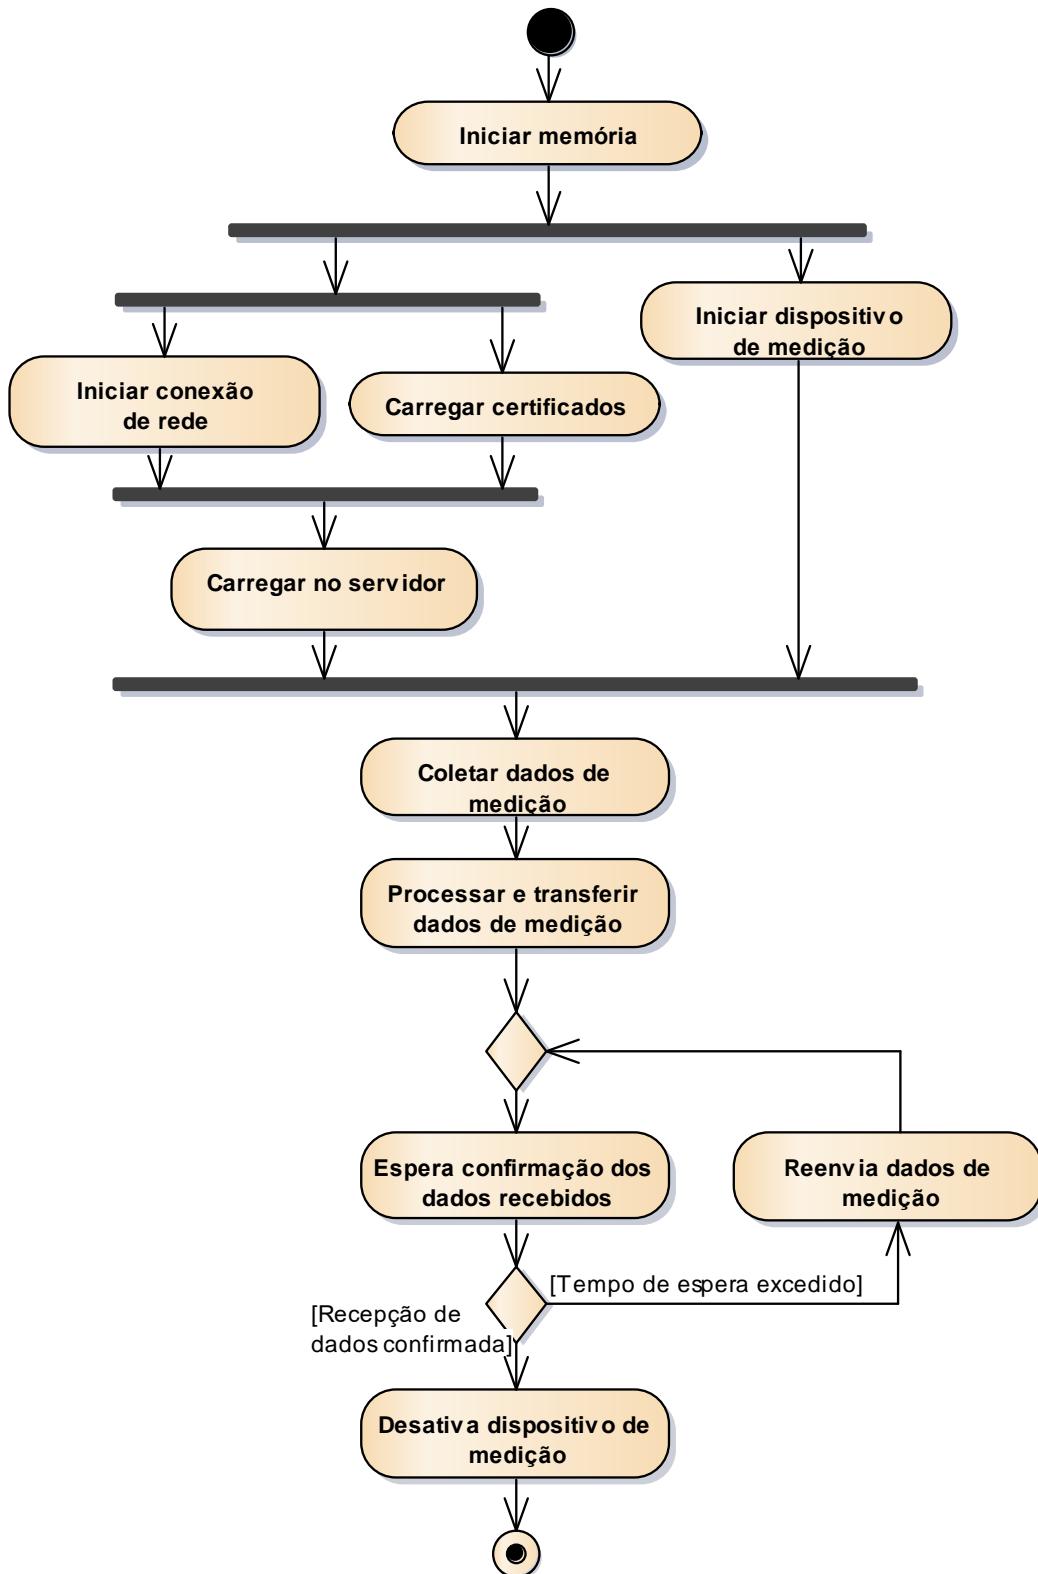 Iniciar memória
Iniciar dispositivo
de medição
Iniciar conexão
de rede
Carregar certificados
Carregar no servidor
Coletar dados de
medição
Processar e transferir
dados de medição
Espera confirmação dos
dados recebidos
Reenvia dados de
medição
[Tempo de espera excedido]
[Recepção de
dados confirmada]
Desativa dispositivo de
medição